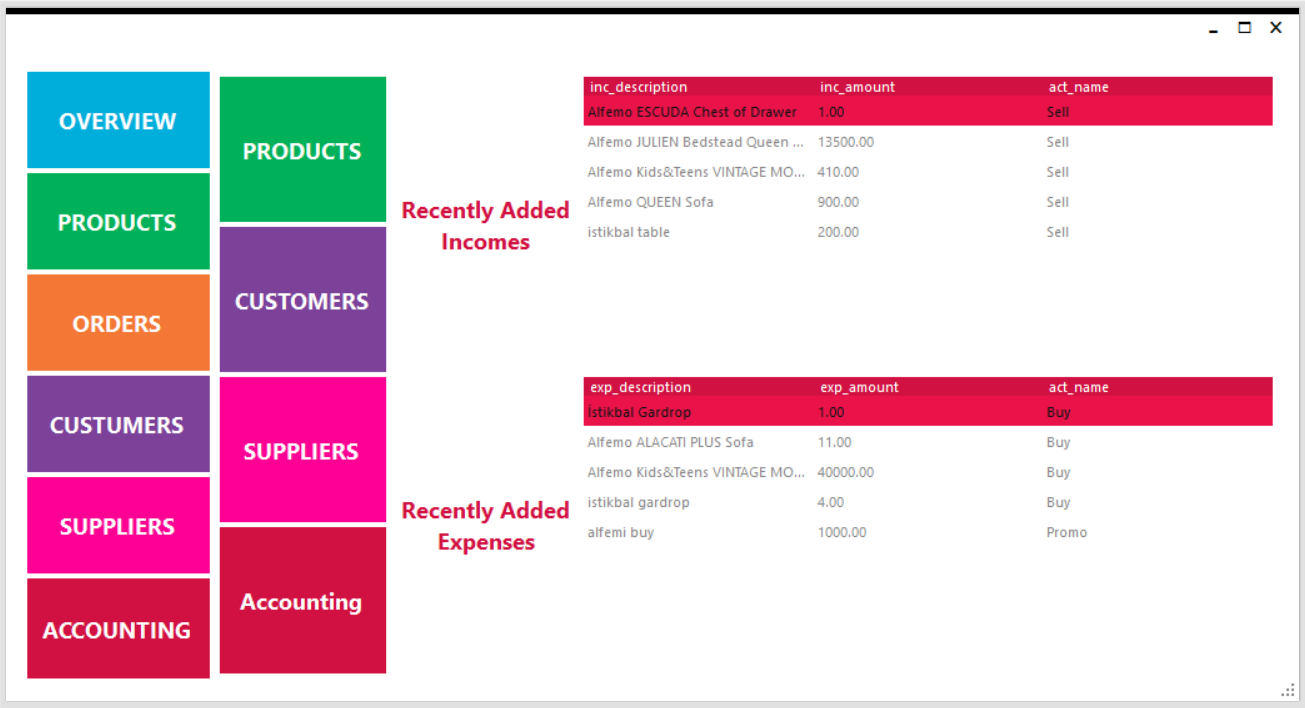 OVERVIEW
PRODUCTS
ORDERS
CUSTUMERS
SUPPLIERS
ACCOUNTING
PRODUCTS
CUSTOMERS
SUPPLIERS
Accounting
Recently Added
Incomes
inc_description inc_amount act_name
Alfemo ESCUDA Chest of Drawer 1.00 Sell
Alfemo JULIEN Bedstead Queen ... 13500.00 Sell
Alfemo Kids&Teens VINTAGE MO... 410.00 Sell
Alfemo QUEEN Sofa 900.00 Sell
istikbal table 200.00 Sell
Recently Added
Expenses
exp_description exp_amount act_name
İstikbal Gardrop 1.00 Buy
Alfemo ALACATI PLUS Sofa 11.00 Buy
Alfemo Kids&Teens VINTAGE MO... 40000.00 Buy
istikbal gardrop 4.00 Buy
alfemi buy 1000.00 Promo